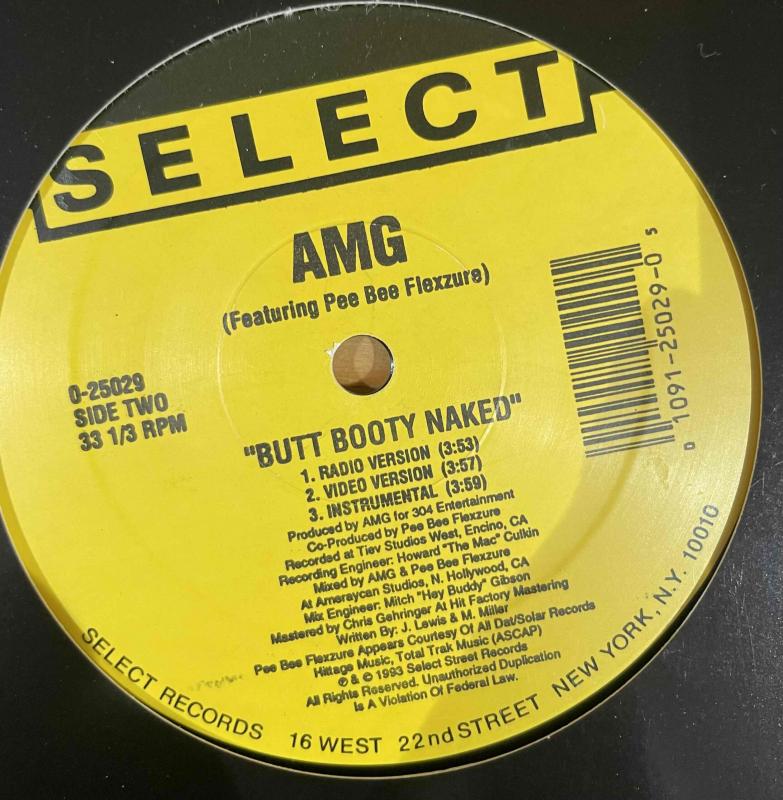 SELECT
AMG
(Featuring Pee Bee Flexzure)
0-25029
SIDE TWO
33 1/3 RPM
0 1091-25029-0 5
"BUTT BOOTY NAKED"
1. RADIO VERSION (3:53)
2. VIDEO VERSION (3:57)
3. INSTRUMENTAL (3:59)
Produced by AMG for 304 Entertainment
Co-Produced by Pee Bee Flexzure
Recorded at Tiev Studios West, Encino, CA
Recording Engineer: Howard "The Mac" Culkin
Mixed by AMG & Pee Bee Flexzure
At Ameraycan Studios, N. Hollywood, CA
Mix Engineer: Mitch "Hey Buddy" Gibson
Mastered by Chris Gehringer At Hit Factory Mastering
Written By: J. Lewis & M. Miller
Pee Bee Flexzure Appears Courtesy Of All Dat/Solar Records
Hittage Music, Total Trak Music (ASCAP)
℗ & © 1993 Select Street Records
All Rights Reserved. Unauthorized Duplication
Is A Violation Of Federal Law.
SELECT RECORDS 16 WEST 22nd STREET NEW YORK, N.Y. 10010